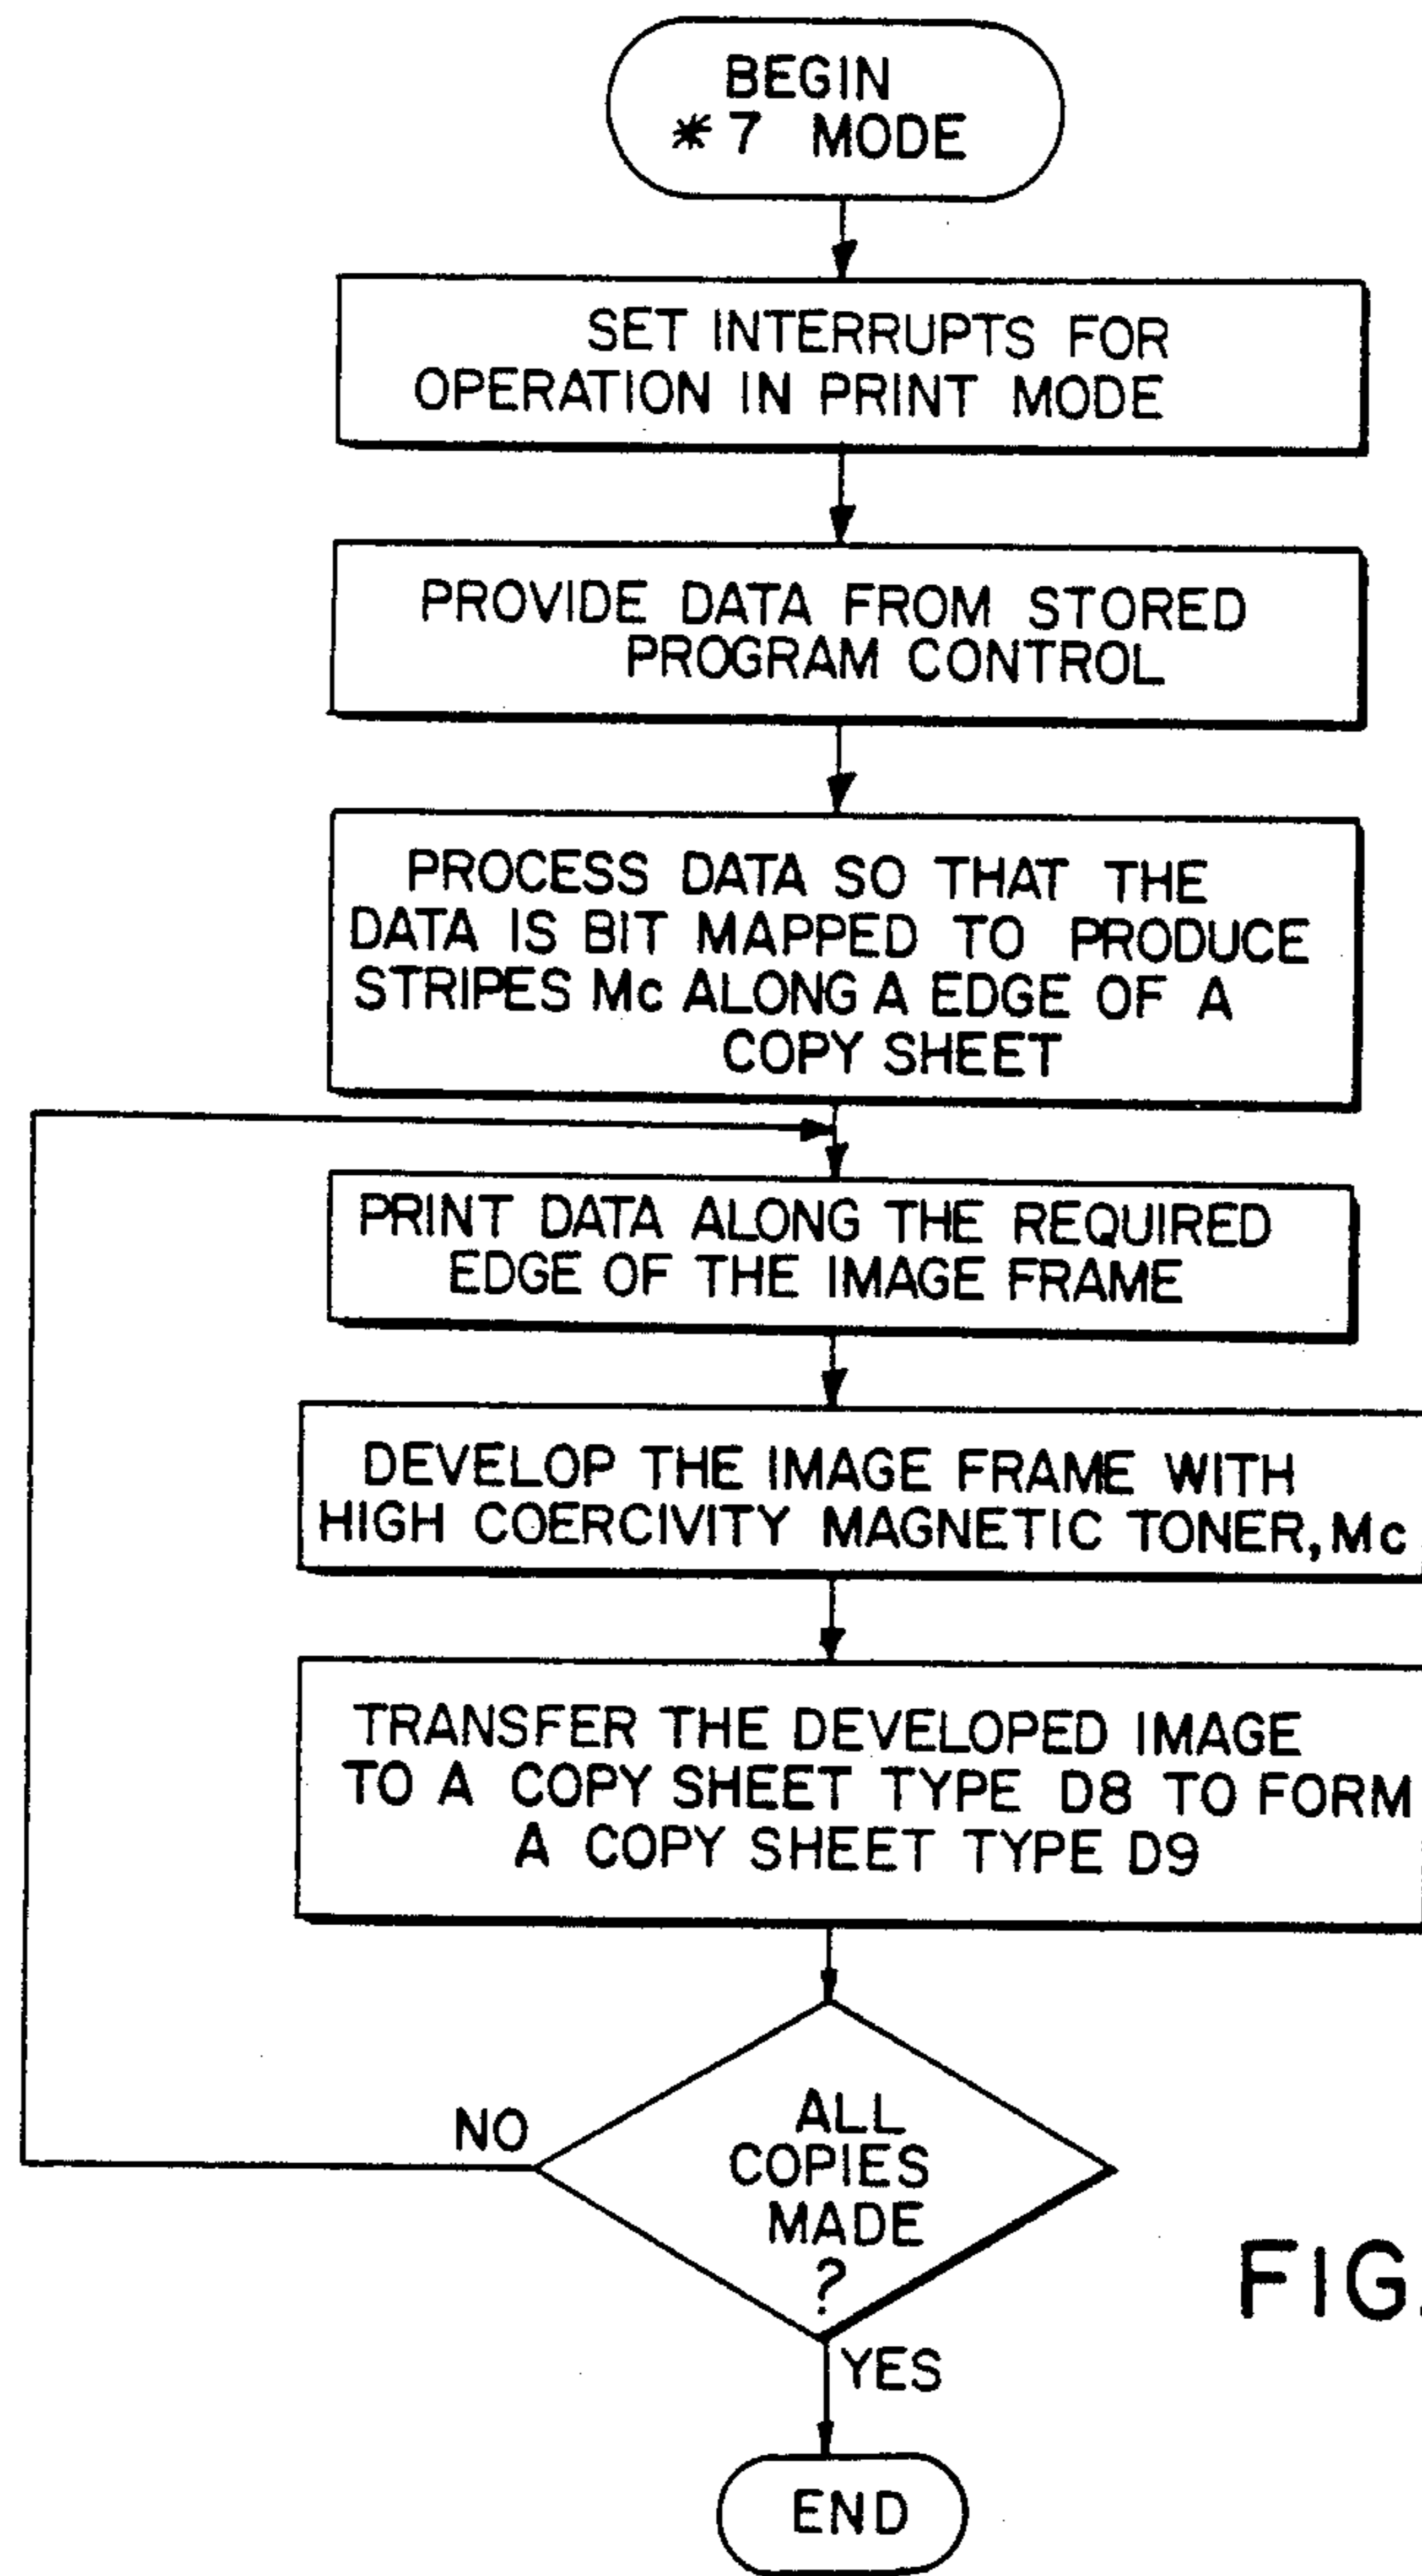 BEGIN
*7 MODE
SET INTERRUPTS FOR
OPERATION IN PRINT MODE
PROVIDE DATA FROM STORED
PROGRAM CONTROL
PROCESS DATA SO THAT THE
DATA IS BIT MAPPED TO PRODUCE
STRIPES Mc ALONG A EDGE OF A
COPY SHEET
PRINT DATA ALONG THE REQUIRED
EDGE OF THE IMAGE FRAME
DEVELOP THE IMAGE FRAME WITH
HIGH COERCIVITY MAGNETIC TONER, Mc
TRANSFER THE DEVELOPED IMAGE
TO A COPY SHEET TYPE D8 TO FORM
A COPY SHEET TYPE D9
ALL
COPIES
MADE
?
NO
FIG.
YES
END